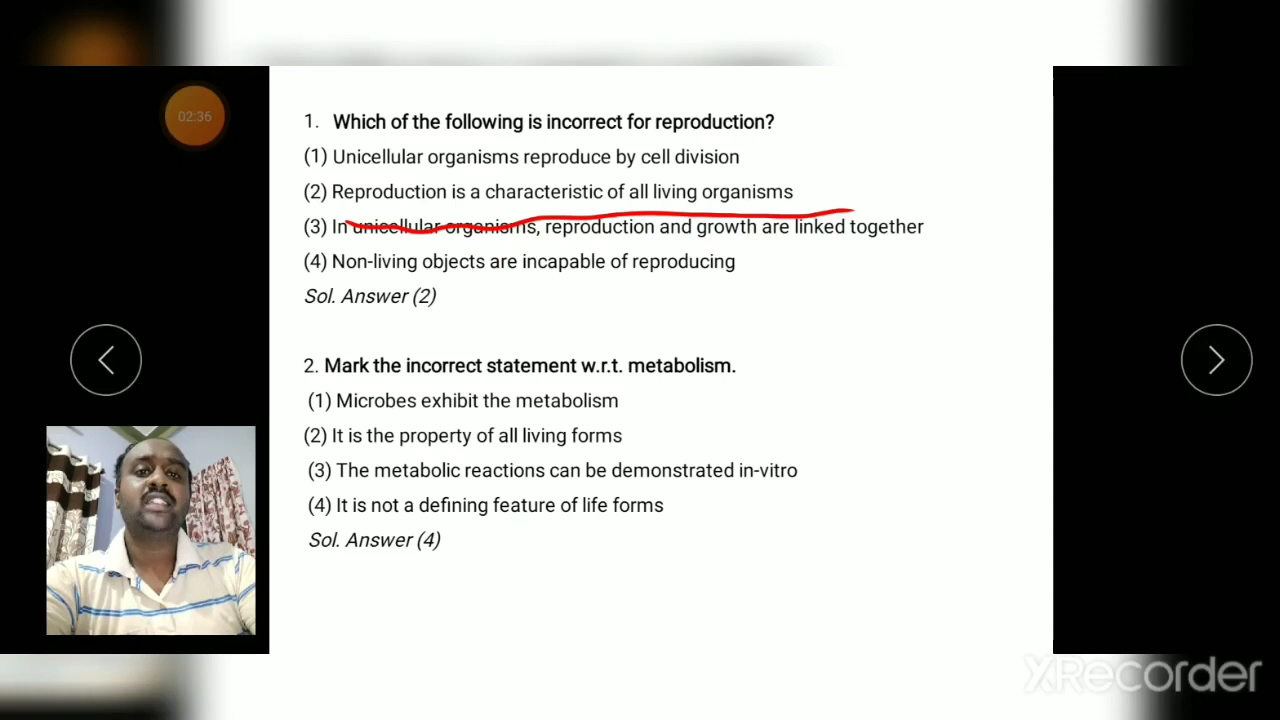 02:36
1. Which of the following is incorrect for reproduction?
(1) Unicellular organisms reproduce by cell division
(2) Reproduction is a characteristic of all living organisms
(3) In unicellular organisms, reproduction and growth are linked together
(4) Non-living objects are incapable of reproducing
Sol. Answer (2)
2. Mark the incorrect statement w.r.t. metabolism.
(1) Microbes exhibit the metabolism
(2) It is the property of all living forms
(3) The metabolic reactions can be demonstrated in-vitro
(4) It is not a defining feature of life forms
Sol. Answer (4)
XRecorder